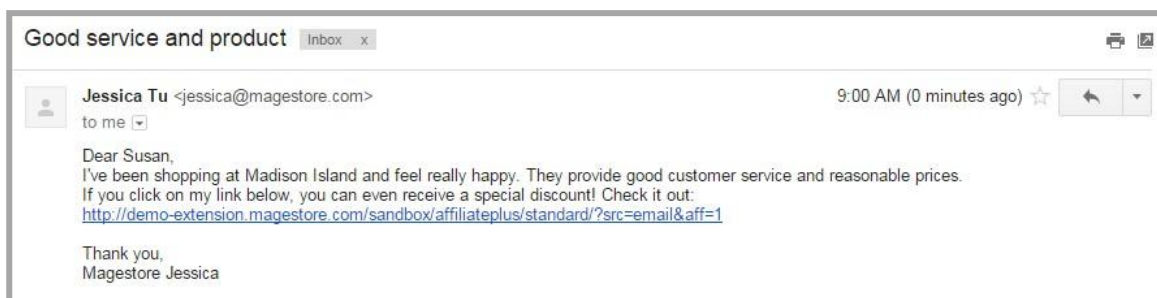 Good service and product Inbox x
Jessica Tu <jessica@magestore.com> 9:00 AM (0 minutes ago)
to me
Dear Susan,
I've been shopping at Madison Island and feel really happy. They provide good customer service and reasonable prices.
If you click on my link below, you can even receive a special discount! Check it out:
http://demo-extension.magestore.com/sandbox/affiliateplus/standard/?src=email&aff=1
Thank you,
Magestore Jessica